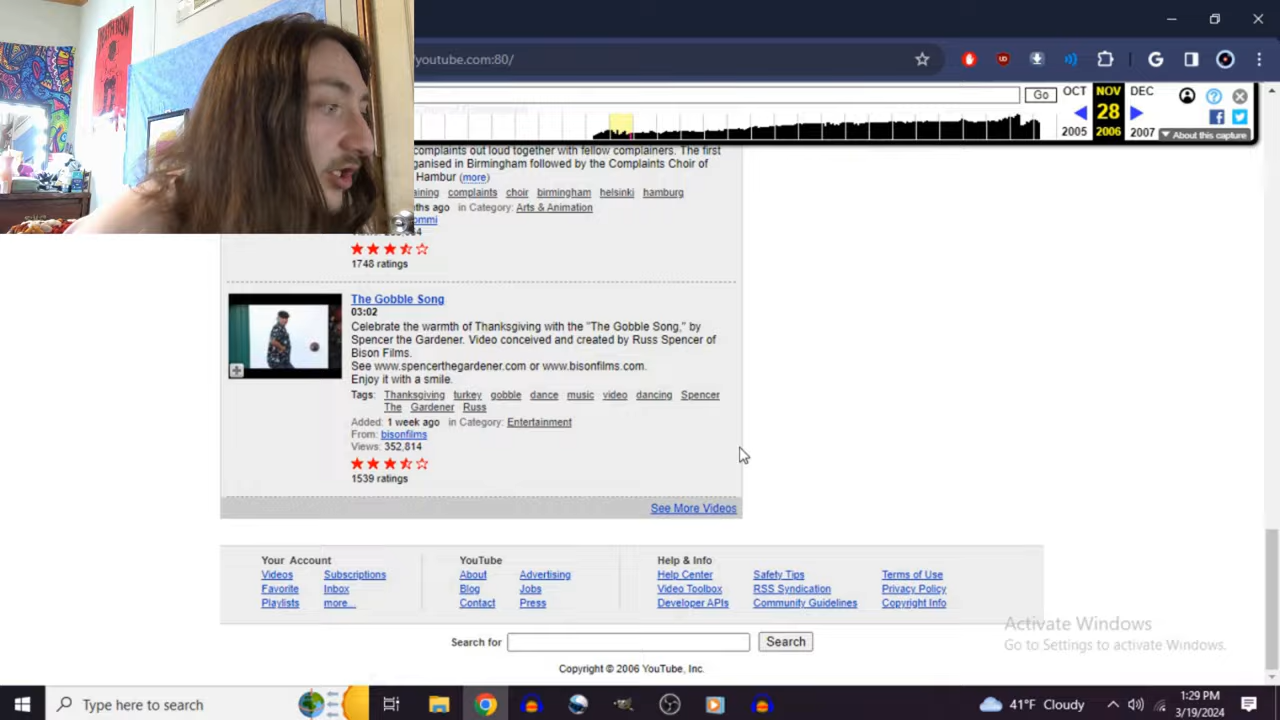 youtube.com:80/
Go
OCT NOV DEC
28
2005 2006 2007
About this capture
complaints out loud together with fellow complainers. The first
ganised in Birmingham followed by the Complaints Choir of
Hambur (more)
aining complaints choir birmingham helsinki hamburg
ths ago in Category: Arts & Animation
ommi
1748 ratings
The Gobble Song
03:02
Celebrate the warmth of Thanksgiving with the "The Gobble Song," by
Spencer the Gardener. Video conceived and created by Russ Spencer of
Bison Films.
See www.spencerthegardener.com or www.bisonfilms.com.
Enjoy it with a smile.
Tags: Thanksgiving turkey gobble dance music video dancing Spencer
The Gardener Russ
Added: 1 week ago in Category: Entertainment
From: bisonfilms
Views: 352,814
1539 ratings
See More Videos
Your Account YouTube Help & Info
Videos Subscriptions About Advertising Help Center Safety Tips Terms of Use
Favorite Inbox Blog Jobs Video Toolbox RSS Syndication Privacy Policy
Playlists more... Contact Press Developer APIs Community Guidelines Copyright Info
Activate Windows
Go to Settings to activate Windows.
Search for Search
Copyright © 2006 YouTube, Inc.
Type here to search
41°F Cloudy
1:29 PM
3/19/2024